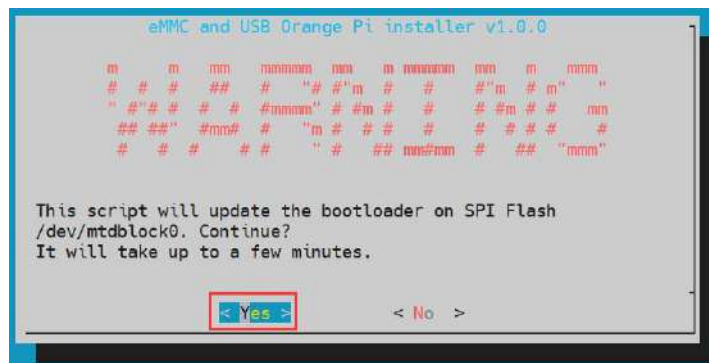 eMMC and USB Orange Pi installer v1.0.0
WARNING
This script will update the bootloader on SPI Flash
/dev/mtdblock0. Continue?
It will take up to a few minutes.
< Yes > < No >